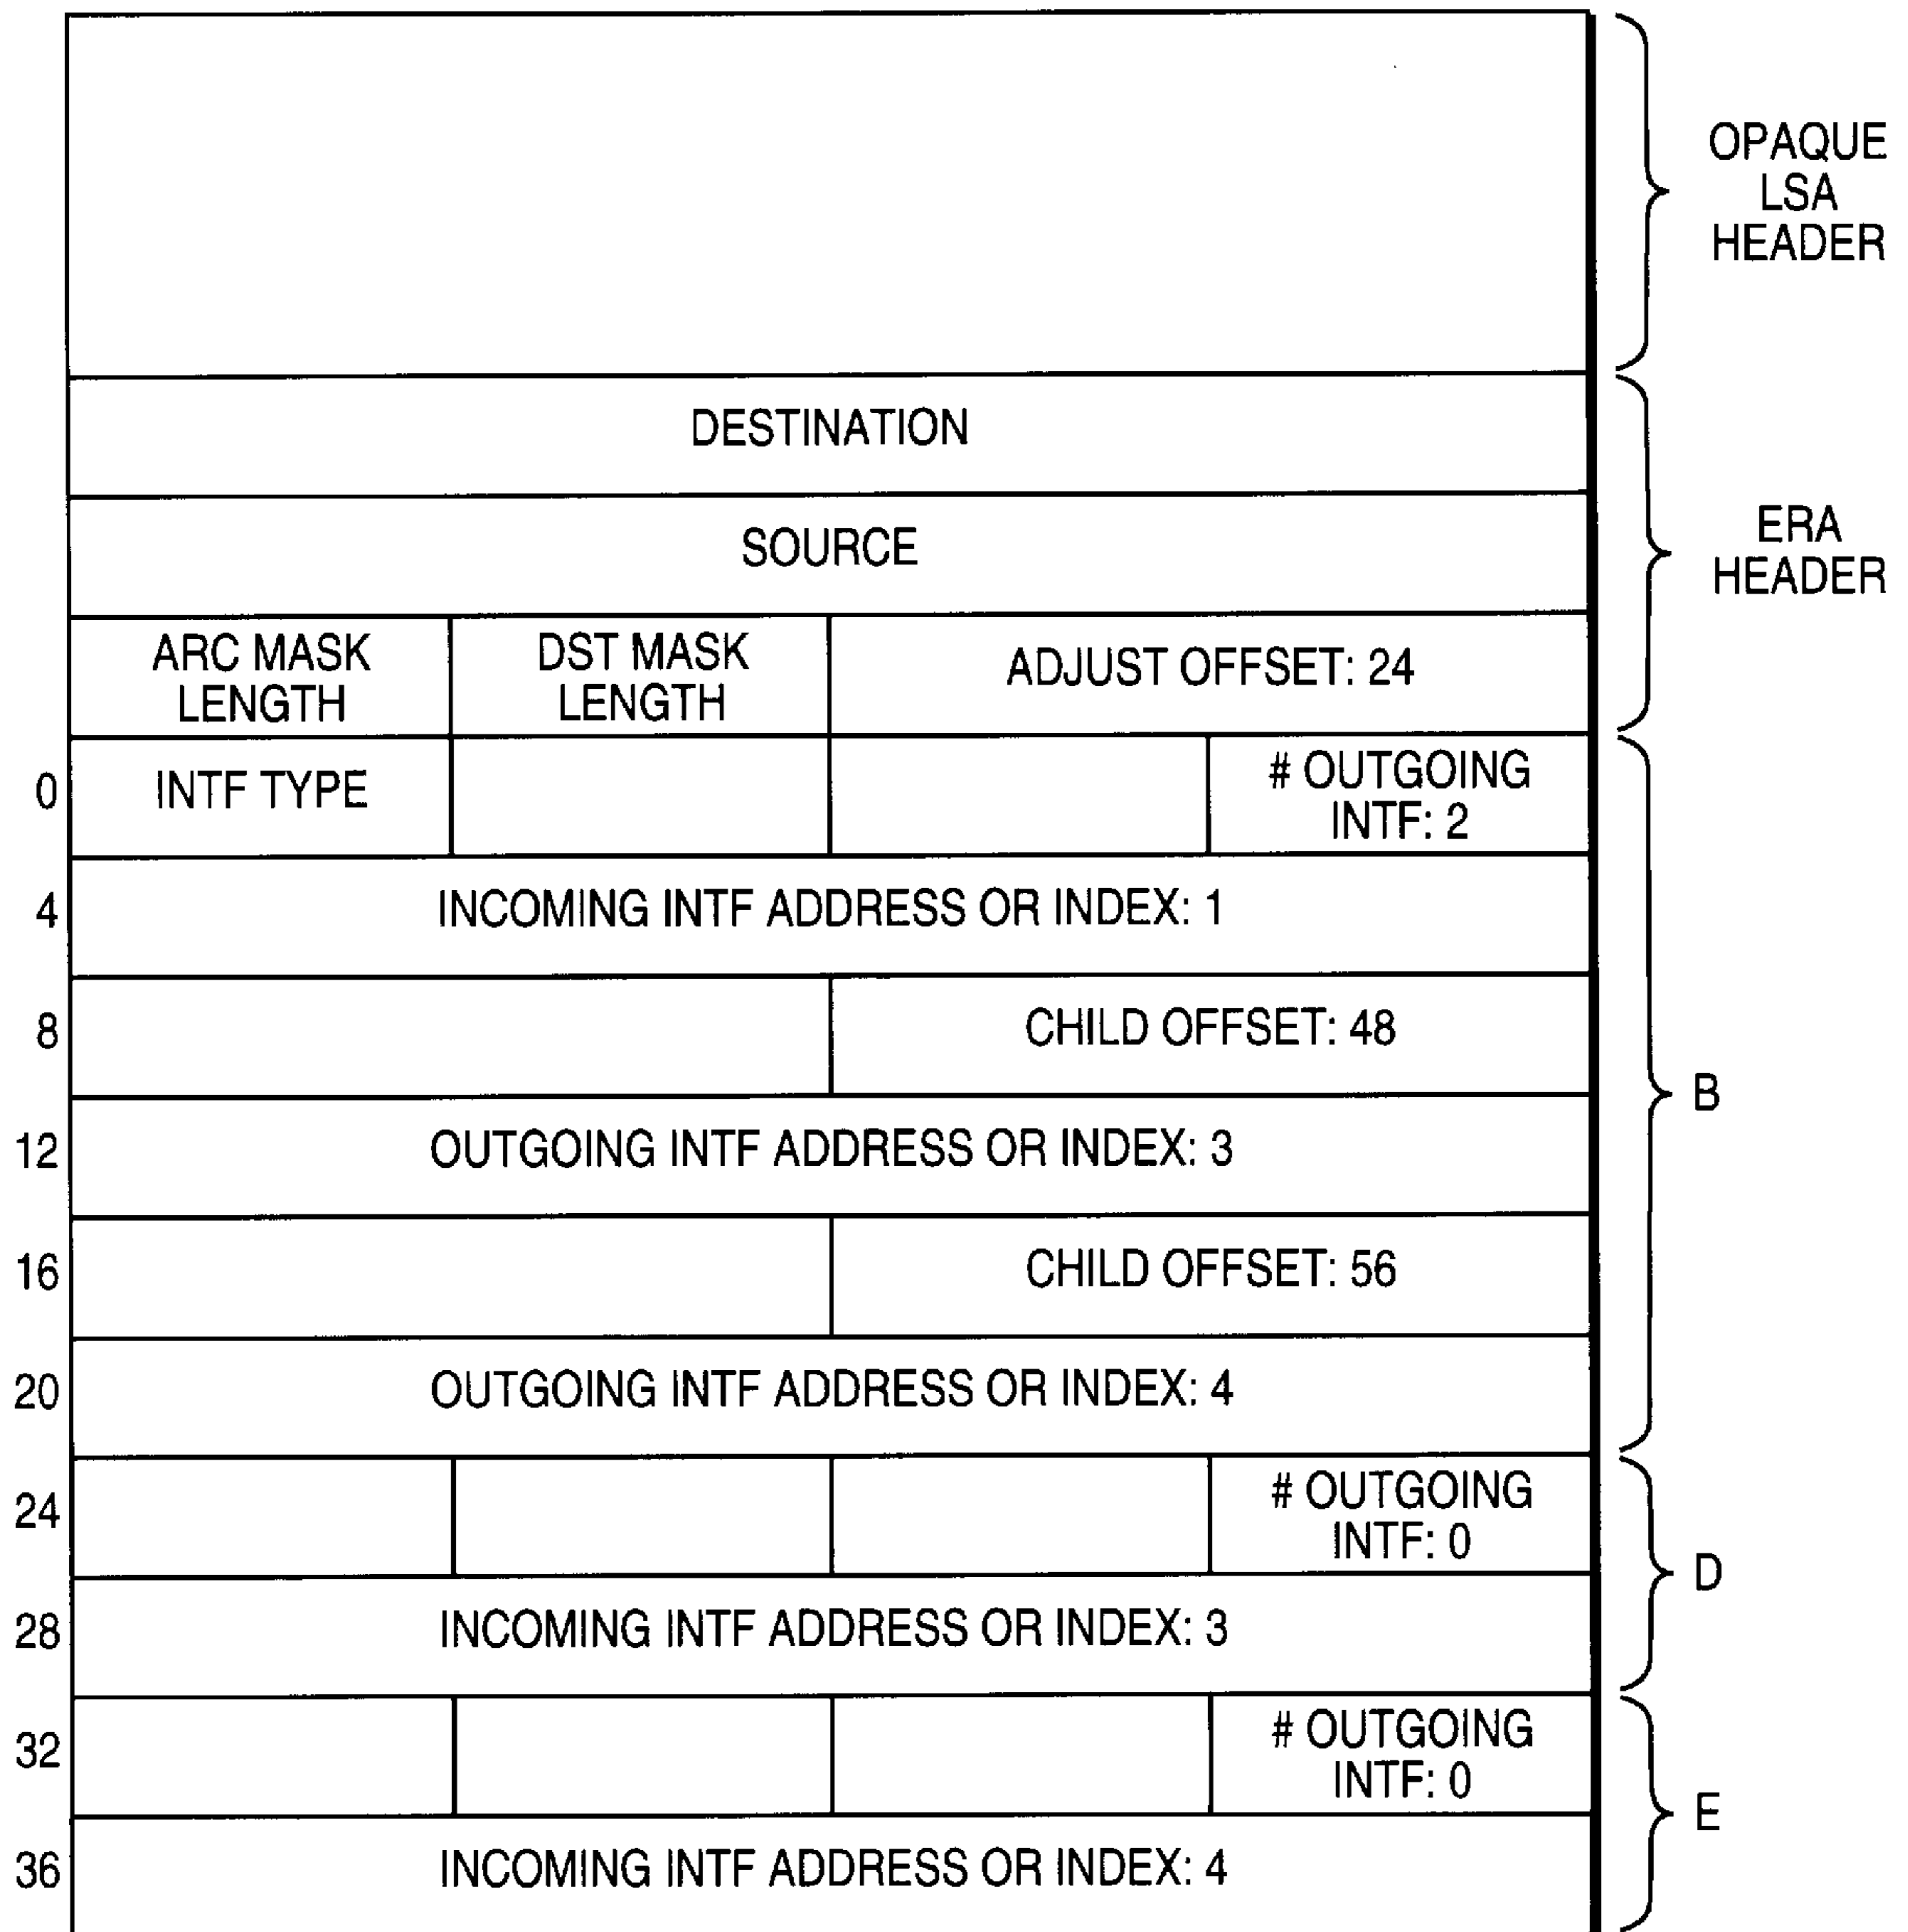 OPAQUE
LSA
HEADER
DESTINATION
SOURCE
ERA
HEADER
ARC MASK
LENGTH
DST MASK
LENGTH
ADJUST OFFSET: 24
0
INTF TYPE
# OUTGOING
INTF: 2
4
INCOMING INTF ADDRESS OR INDEX: 1
8
CHILD OFFSET: 48
B
12
OUTGOING INTF ADDRESS OR INDEX: 3
16
CHILD OFFSET: 56
20
OUTGOING INTF ADDRESS OR INDEX: 4
24
# OUTGOING
INTF: 0
D
28
INCOMING INTF ADDRESS OR INDEX: 3
32
# OUTGOING
INTF: 0
E
36
INCOMING INTF ADDRESS OR INDEX: 4